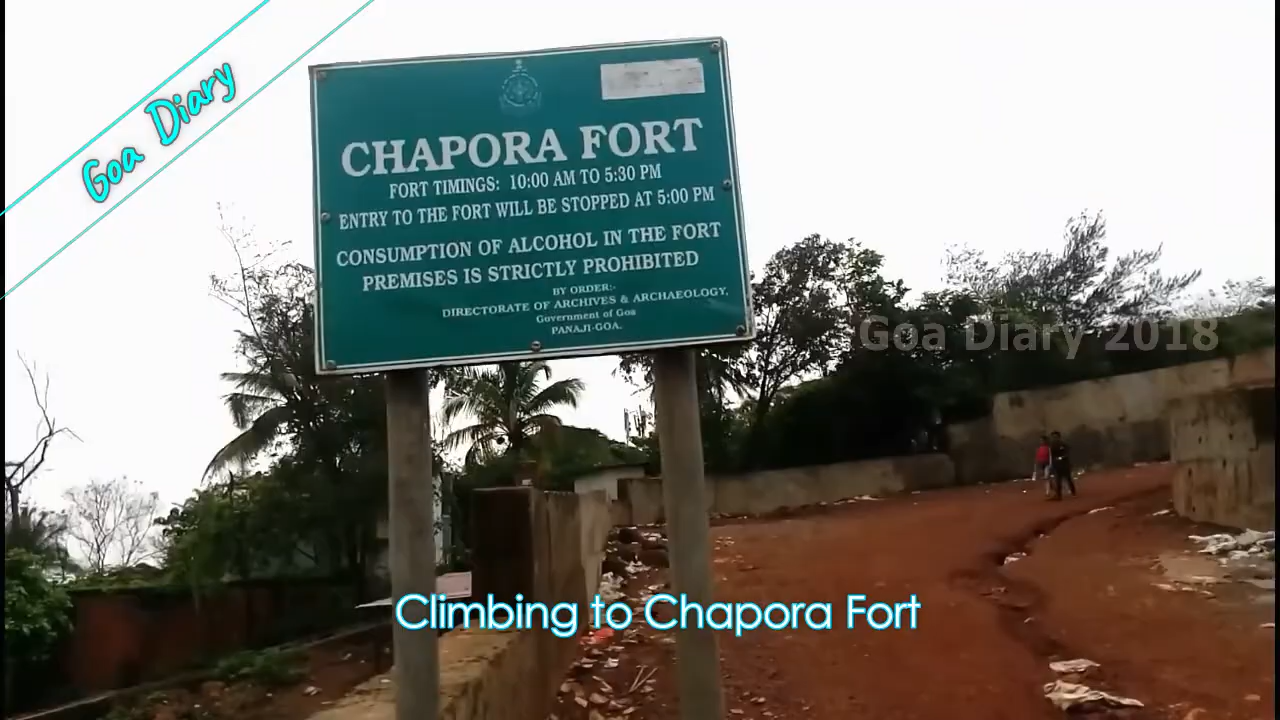 Goa Diary
CHAPORA FORT
FORT TIMINGS: 10:00 AM TO 5:30 PM
ENTRY TO THE FORT WILL BE STOPPED AT 5:00 PM
CONSUMPTION OF ALCOHOL IN THE FORT
PREMISES IS STRICTLY PROHIBITED
BY ORDER:-
DIRECTORATE OF ARCHIVES & ARCHAEOLOGY,
Government of Goa
PANAJI-GOA.
Goa Diary 2018
Climbing to Chapora Fort